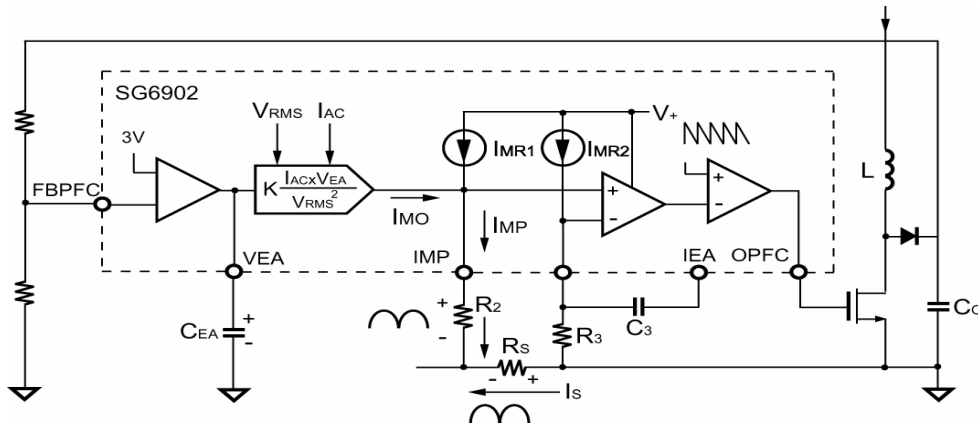 SG6902
VRMS IAC
V+
3V
IMR1 IMR2
K IACxVEA
VRMS²
+
+
-
-
L
FBPFC
IMO
IMP
VEA IMP IEA OPFC
CEA
+
-
+
-
R2
R3
C3
CO
RS
-
+
IS